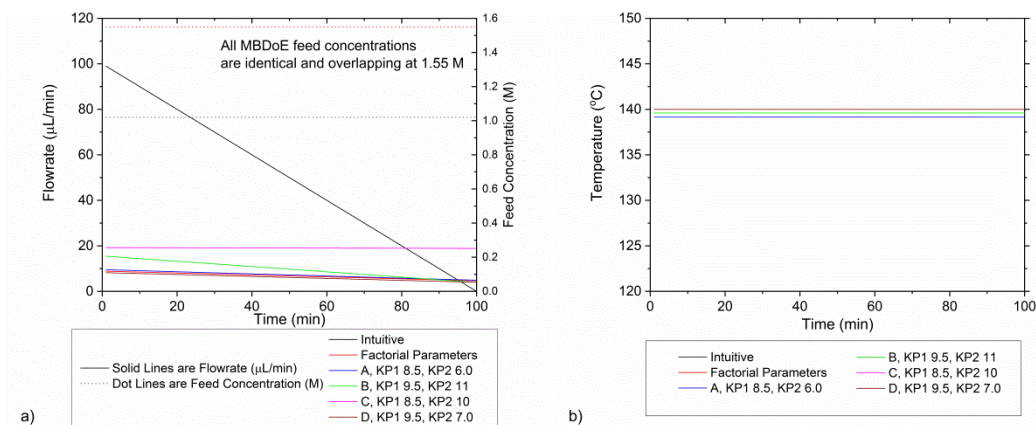 All MBDoE feed concentrations
are identical and overlapping at 1.55 M
Flowrate (μL/min)
120
100
80
60
40
20
0
1.6
1.4
1.2
1.0
0.8
0.6
0.4
0.2
0.0
Feed Concentration (M)
0 20 40 60 80 100
Time (min)
Solid Lines are Flowrate (μL/min)
Dot Lines are Feed Concentration (M)
Intuitive
Factorial Parameters
A, KP1 8.5, KP2 6.0
B, KP1 9.5, KP2 11
C, KP1 8.5, KP2 10
D, KP1 9.5, KP2 7.0
a)
Temperature (°C)
150
145
140
135
130
125
120
0 20 40 60 80 100
Time (min)
Intuitive
Factorial Parameters
A, KP1 8.5, KP2 6.0
B, KP1 9.5, KP2 11
C, KP1 8.5, KP2 10
D, KP1 9.5, KP2 7.0
b)